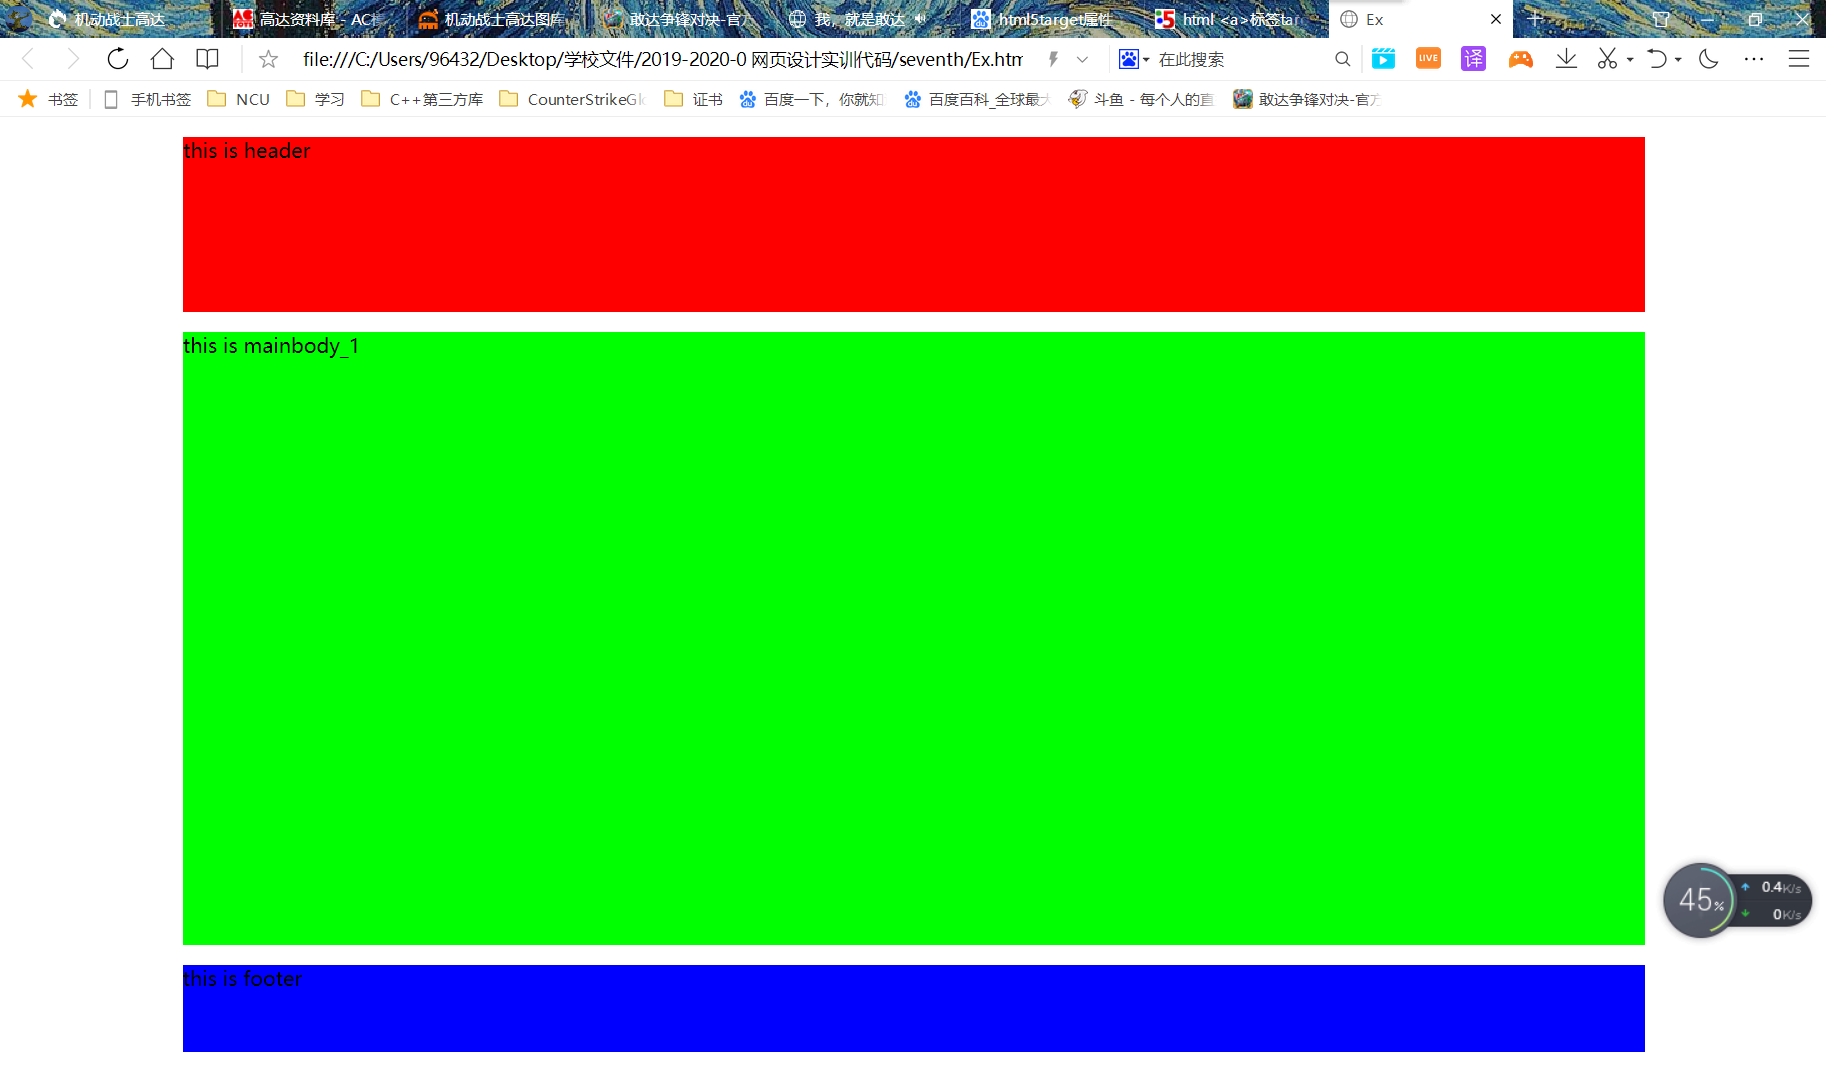 机动战士高达
高达资料库 - AC
机动战士高达图库
敢达争锋对决-官方
我，就是敢达
html5target属性
html <a>标签tar
Ex
file:///C:/Users/96432/Desktop/学校文件/2019-2020-0 网页设计实训代码/seventh/Ex.htm
在此搜索
LIVE
译
书签
手机书签
NCU
学习
C++第三方库
CounterStrikeGl
证书
百度一下，你就知
百度百科_全球最大
斗鱼 - 每个人的直
敢达争锋对决-官方
this is header
this is mainbody_1
45%
0.4K/s
0K/s
this is footer